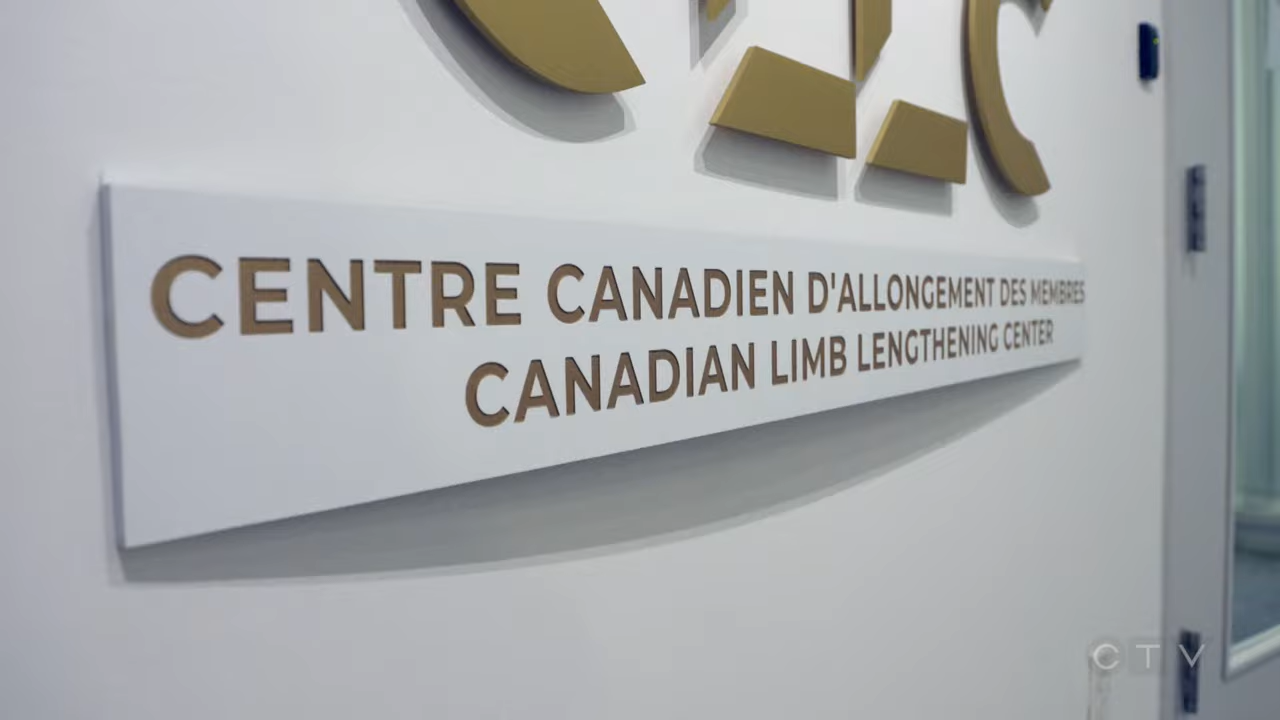 CENTRE CANADIEN D'ALLONGEMENT DES MEMBRES
CANADIAN LIMB LENGTHENING CENTER
CTV